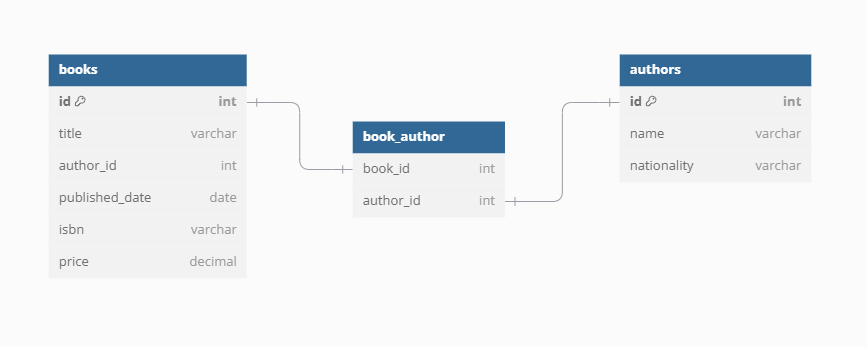 books
id int
title varchar
author_id int
published_date date
isbn varchar
price decimal
book_author
book_id int
author_id int
authors
id int
name varchar
nationality varchar